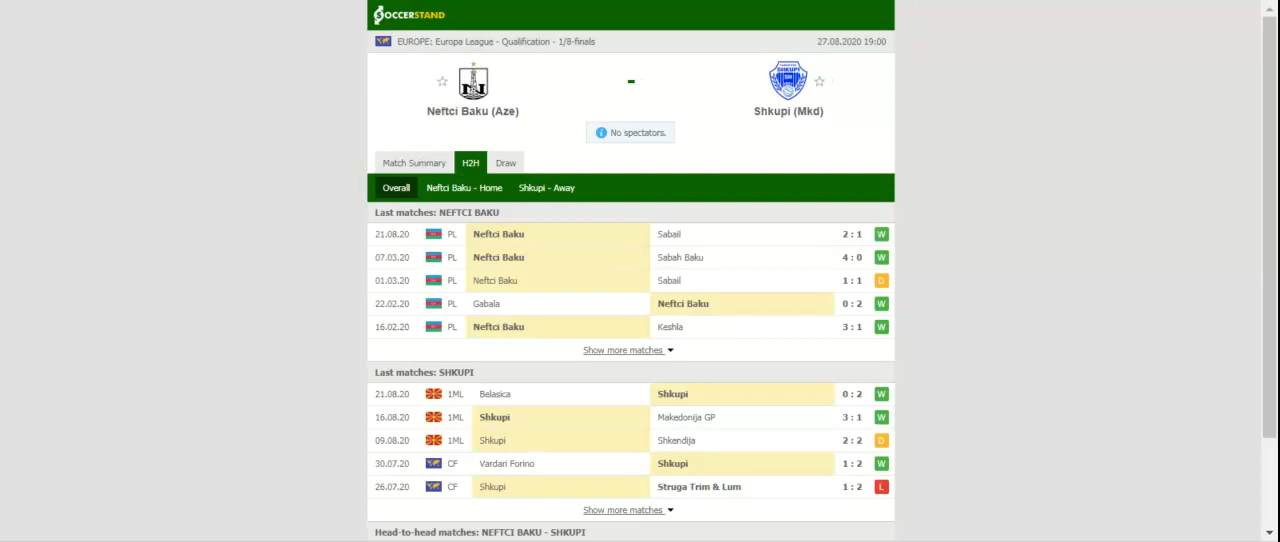 SOCCERSTAND
EUROPE: Europa League - Qualification - 1/8-finals 27.08.2020 19:00
-
Neftci Baku (Aze) Shkupi (Mkd)
No spectators.
Match Summary H2H Draw
Overall Neftci Baku - Home Shkupi - Away
Last matches: NEFTCI BAKU
21.08.20 PL Neftci Baku Sabail 2 : 1 W
07.03.20 PL Neftci Baku Sabah Baku 4 : 0 W
01.03.20 PL Neftci Baku Sabail 1 : 1 D
22.02.20 PL Gabala Neftci Baku 0 : 2 W
16.02.20 PL Neftci Baku Keshla 3 : 1 W
Show more matches
Last matches: SHKUPI
21.08.20 1ML Belasica Shkupi 0 : 2 W
16.08.20 1ML Shkupi Makedonija GP 3 : 1 W
09.08.20 1ML Shkupi Shkendija 2 : 2 D
30.07.20 CF Vardari Forino Shkupi 1 : 2 W
26.07.20 CF Shkupi Struga Trim & Lum 1 : 2 L
Show more matches
Head-to-head matches: NEFTCI BAKU - SHKUPI